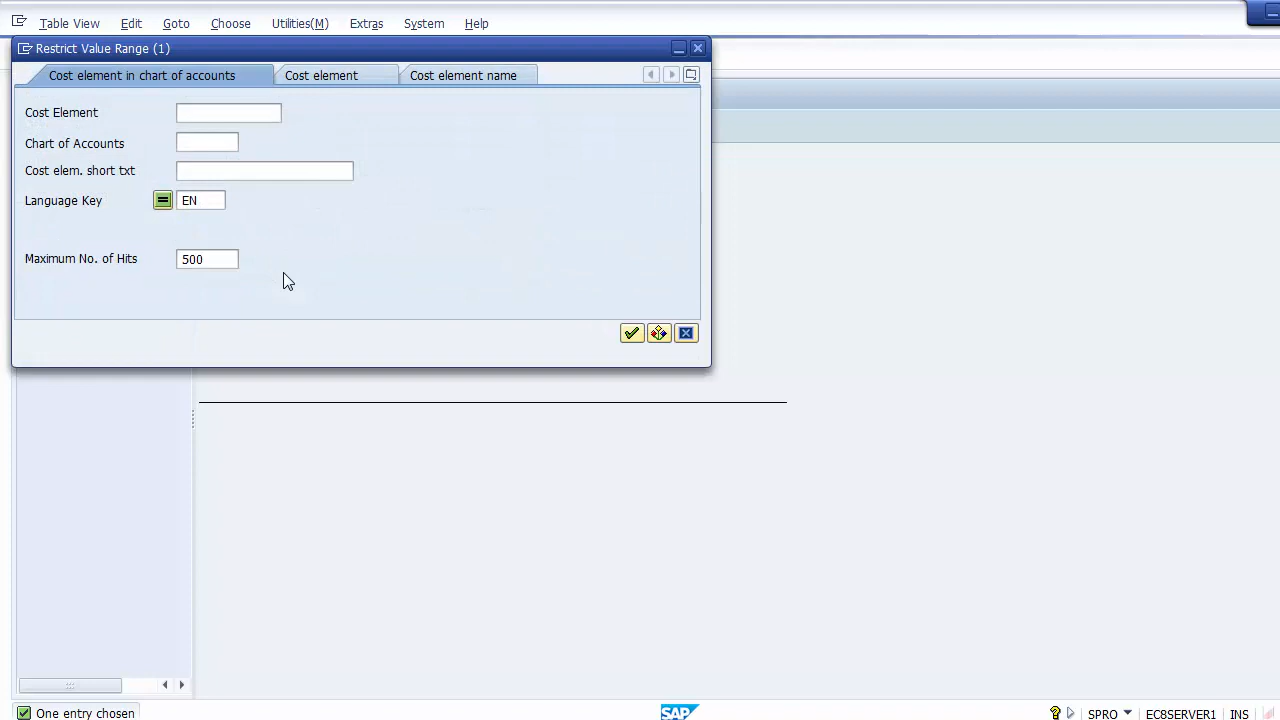 Table View Edit Goto Choose Utilities(M) Extras System Help
Restrict Value Range (1)
Cost element in chart of accounts Cost element Cost element name
Cost Element
Chart of Accounts
Cost elem. short txt
Language Key EN
Maximum No. of Hits 500
One entry chosen SAP SPRO EC8SERVER1 INS